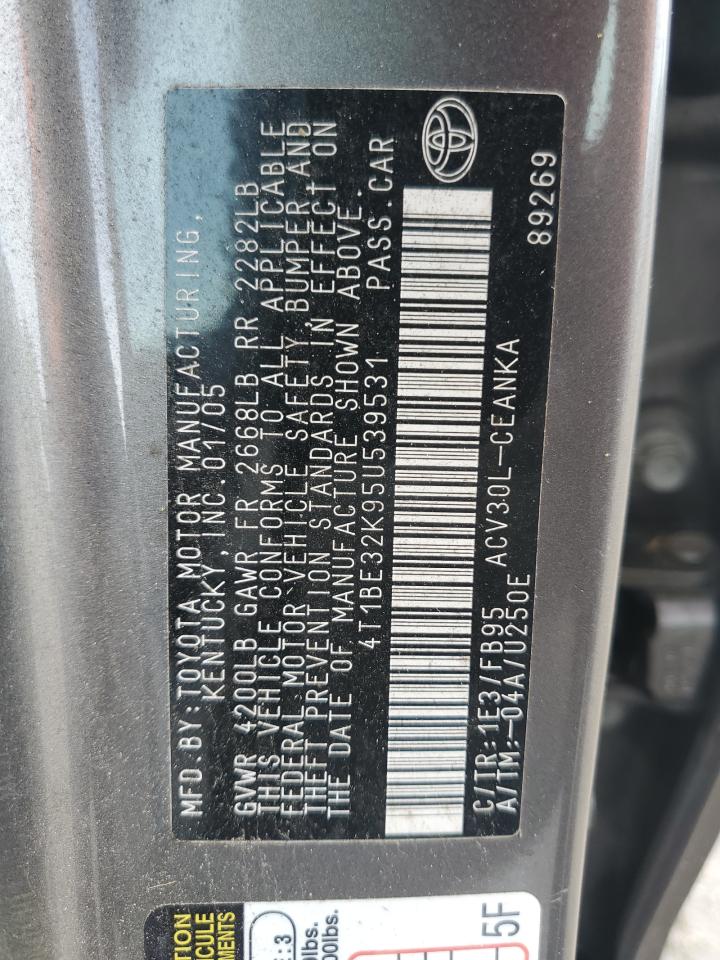 MFD.BY:TOYOTA MOTOR MANUFACTURING,
KENTUCKY, INC.01/05
GVWR 4200LB GAWR FR 2668LB RR 2282LB
THIS VEHICLE CONFORMS TO ALL APPLICABLE
FEDERAL MOTOR VEHICLE SAFETY, BUMPER AND
THEFT PREVENTION STANDARDS IN EFFECT ON
THE DATE OF MANUFACTURE SHOWN ABOVE.
4T1BE32K95U539531 PASS.CAR
C/TR:1E3/FB95 ACV30L-CEANKA
A/TM:-04A/U250E 89269
5F